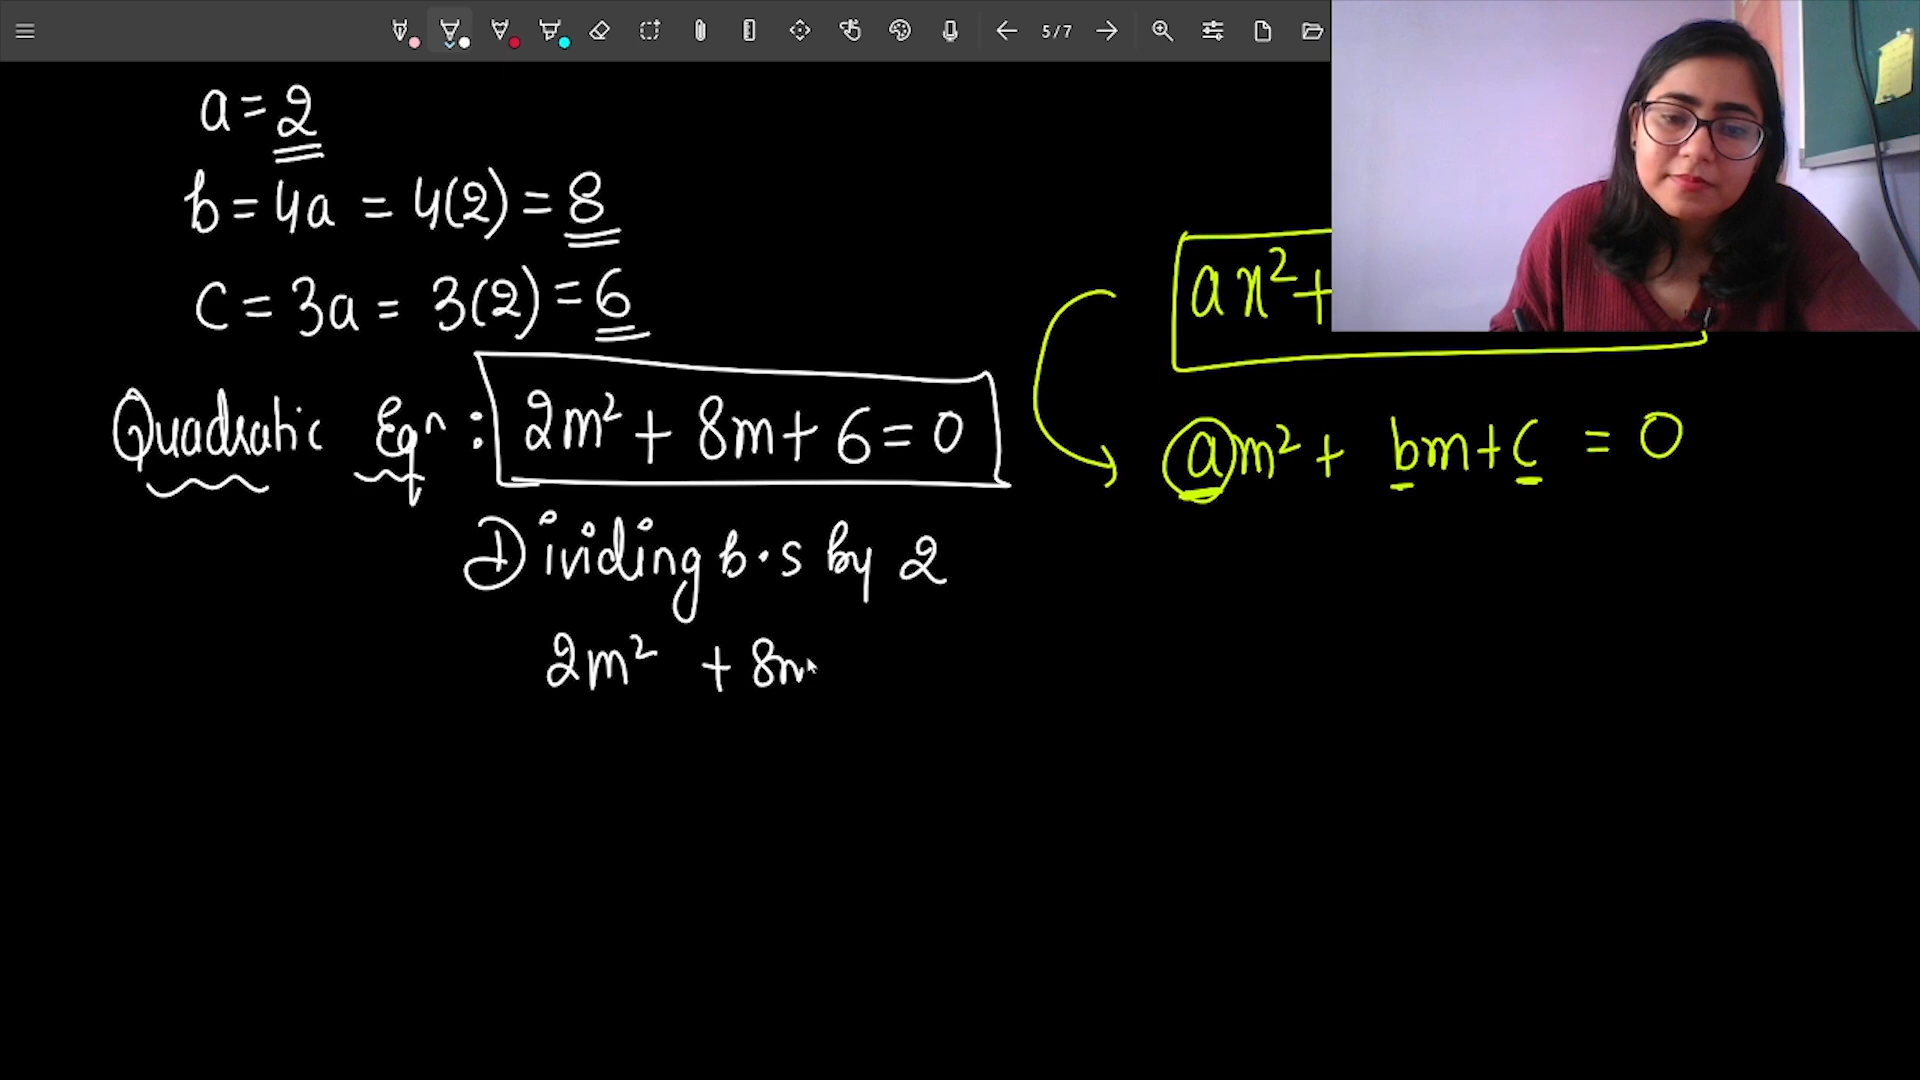 5/7
a = 2
b = 4a = 4(2) = 8
c = 3a = 3(2) = 6
ax² +
Quadratic Eqⁿ : 2m² + 8m + 6 = 0
am² + bm + c = 0
Dividing b.s by 2
2m² + 8m